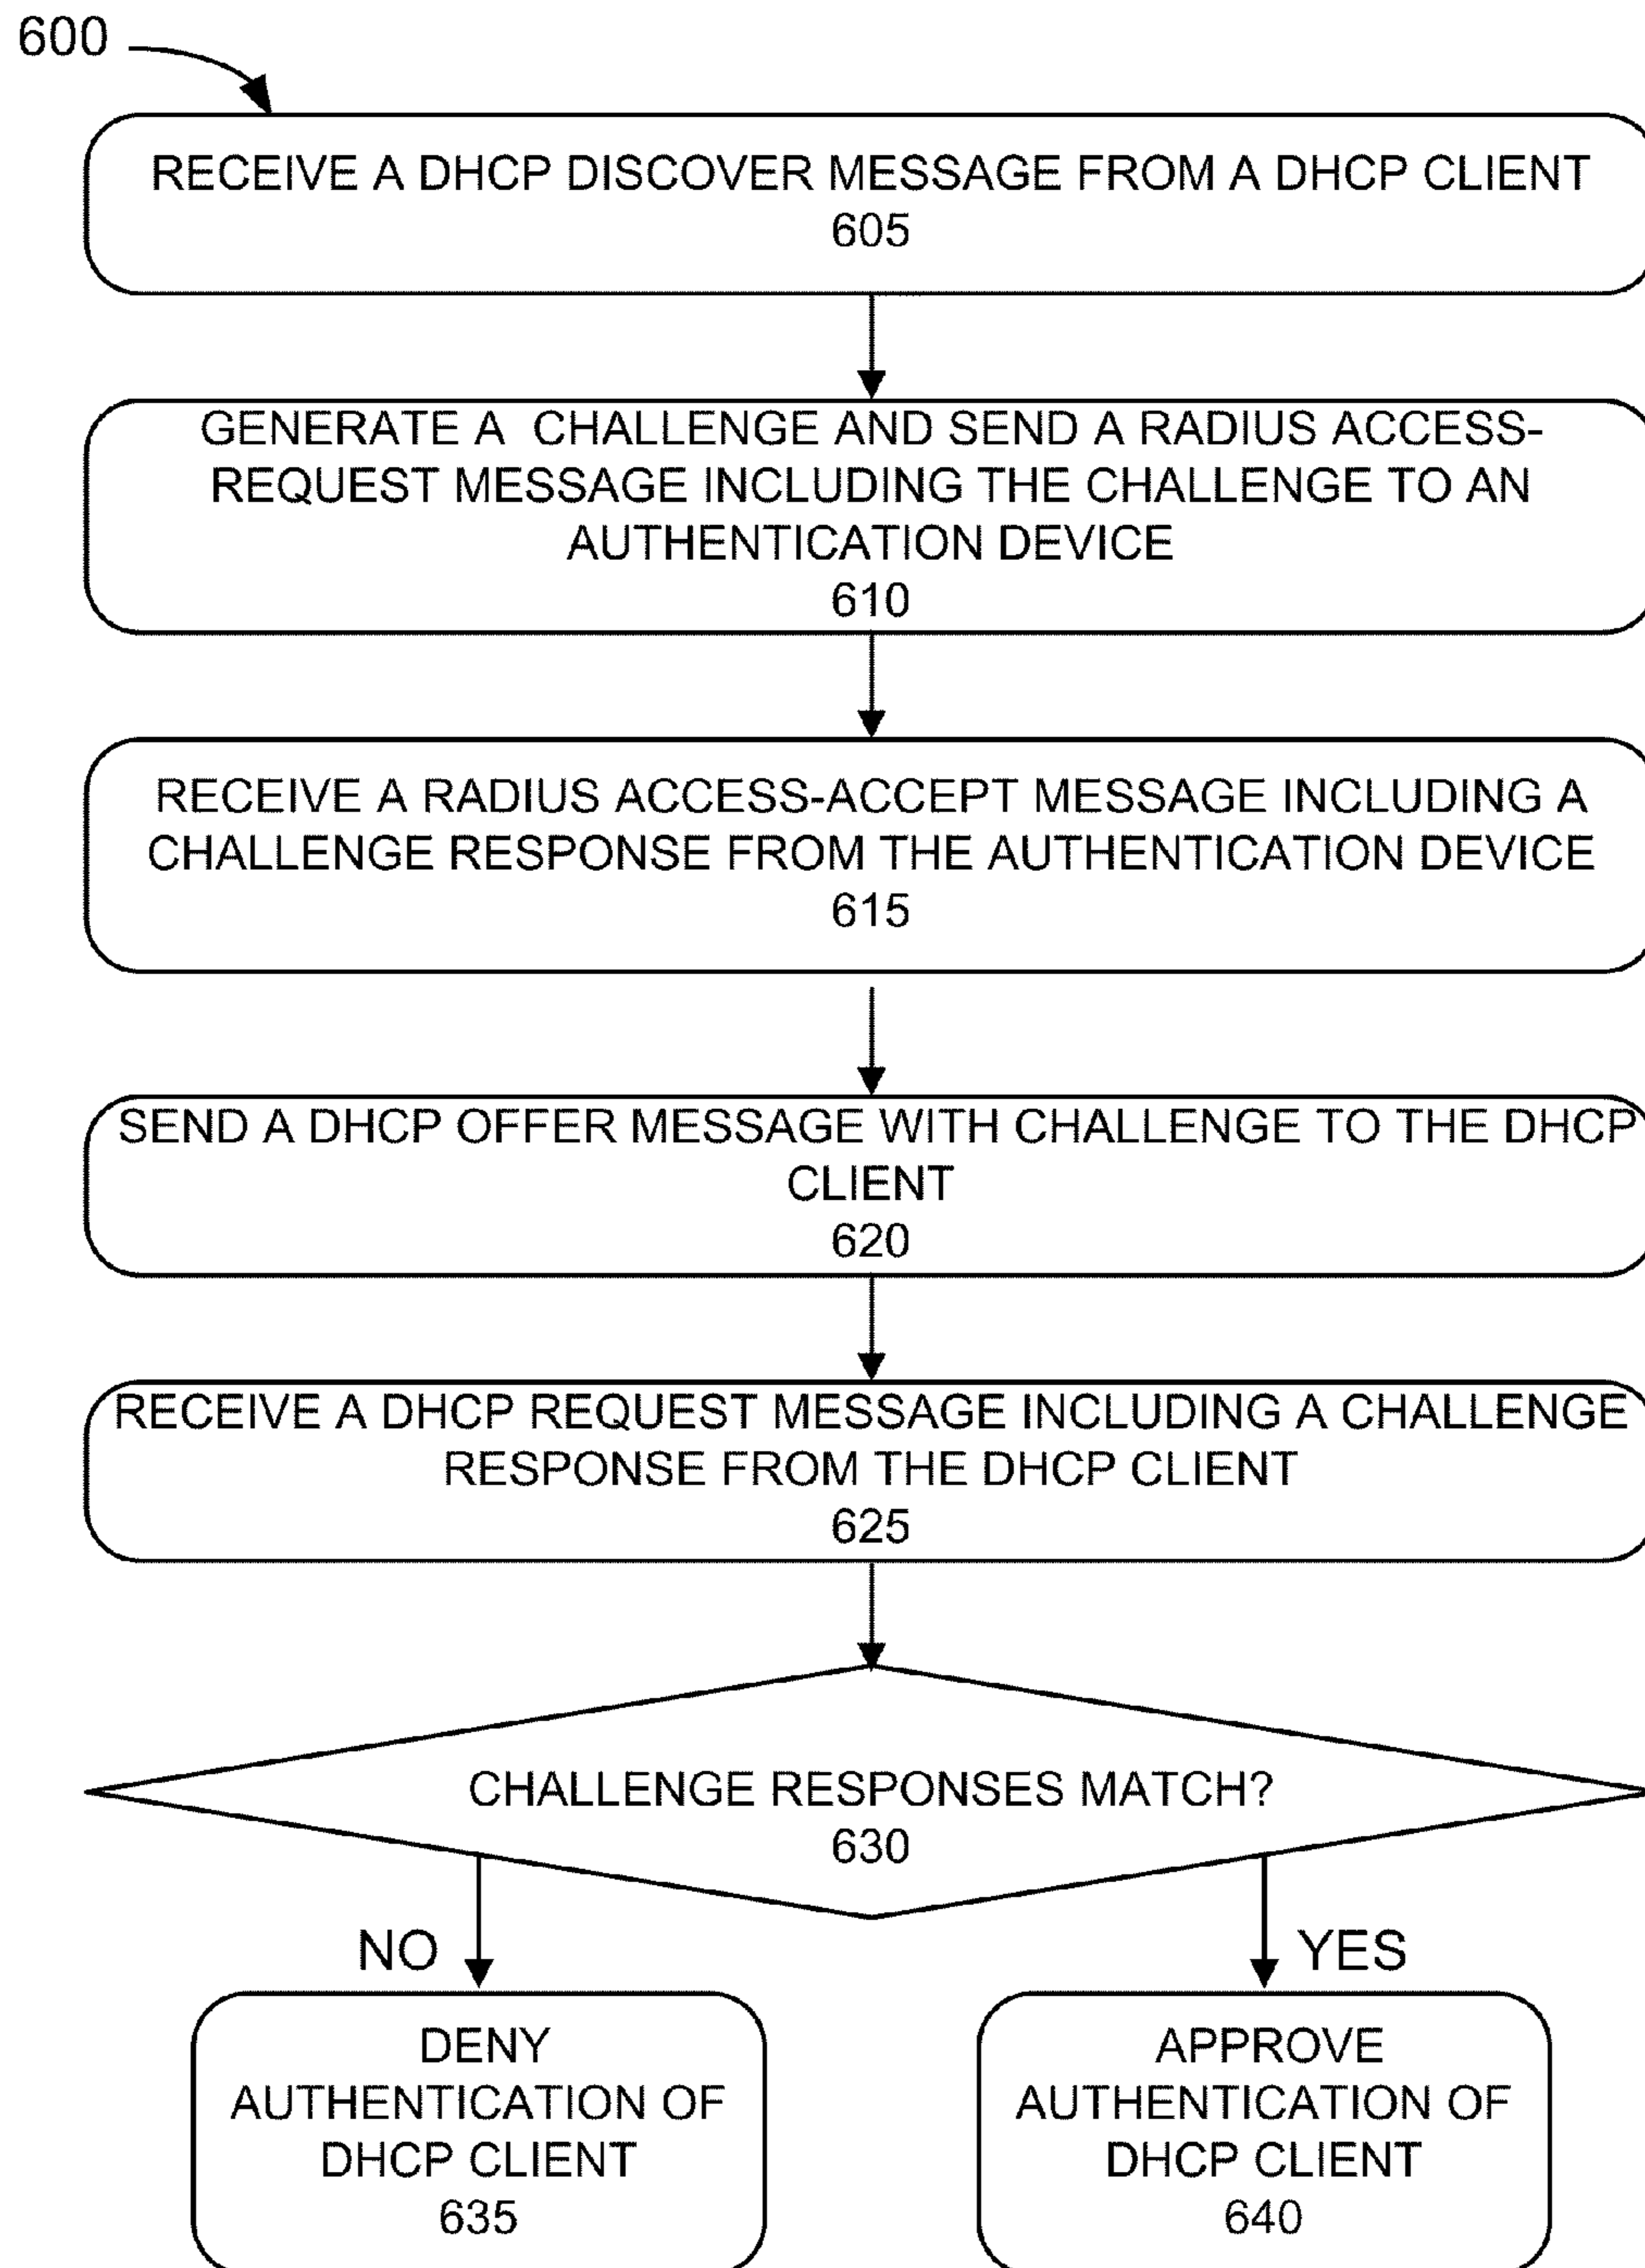 600
RECEIVE A DHCP DISCOVER MESSAGE FROM A DHCP CLIENT
605
GENERATE A CHALLENGE AND SEND A RADIUS ACCESS-
REQUEST MESSAGE INCLUDING THE CHALLENGE TO AN
AUTHENTICATION DEVICE
610
RECEIVE A RADIUS ACCESS-ACCEPT MESSAGE INCLUDING A
CHALLENGE RESPONSE FROM THE AUTHENTICATION DEVICE
615
SEND A DHCP OFFER MESSAGE WITH CHALLENGE TO THE DHCP
CLIENT
620
RECEIVE A DHCP REQUEST MESSAGE INCLUDING A CHALLENGE
RESPONSE FROM THE DHCP CLIENT
625
CHALLENGE RESPONSES MATCH?
630
NO
YES
DENY
AUTHENTICATION OF
DHCP CLIENT
635
APPROVE
AUTHENTICATION OF
DHCP CLIENT
640